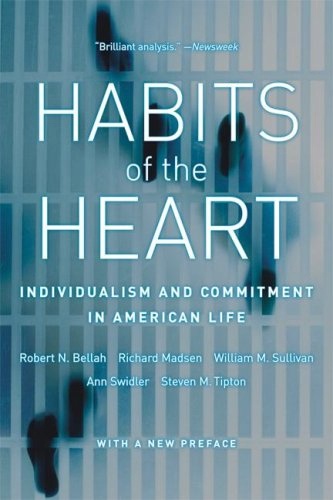 "Brilliant analysis." —Newsweek
HABITS
of the
HEART
INDIVIDUALISM AND COMMITMENT
IN AMERICAN LIFE
Robert N. Bellah Richard Madsen William M. Sullivan
Ann Swidler Steven M. Tipton
WITH A NEW PREFACE